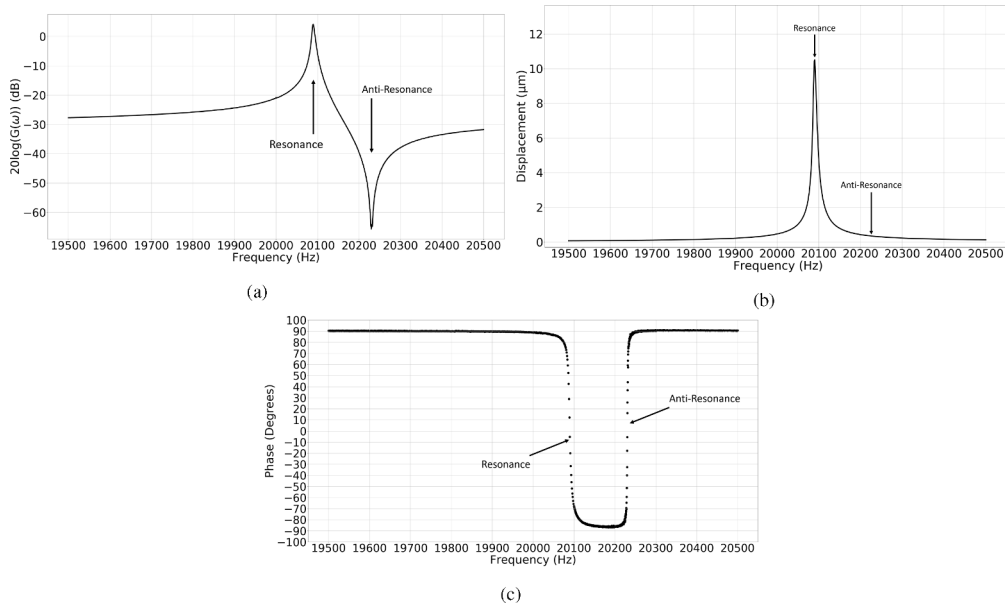 20log(G(ω)) (dB)
0
−10
−20
−30
−40
−50
−60
Resonance
Anti-Resonance
19500 19600 19700 19800 19900 20000 20100 20200 20300 20400 20500
Frequency (Hz)
(a)
Displacement (μm)
12
10
8
6
4
2
0
Resonance
Anti-Resonance
19500 19600 19700 19800 19900 20000 20100 20200 20300 20400 20500
Frequency (Hz)
(b)
Phase (Degrees)
100
90
80
70
60
50
40
30
20
10
0
−10
−20
−30
−40
−50
−60
−70
−80
−90
−100
Anti-Resonance
Resonance
19500 19600 19700 19800 19900 20000 20100 20200 20300 20400 20500
Frequency (Hz)
(c)